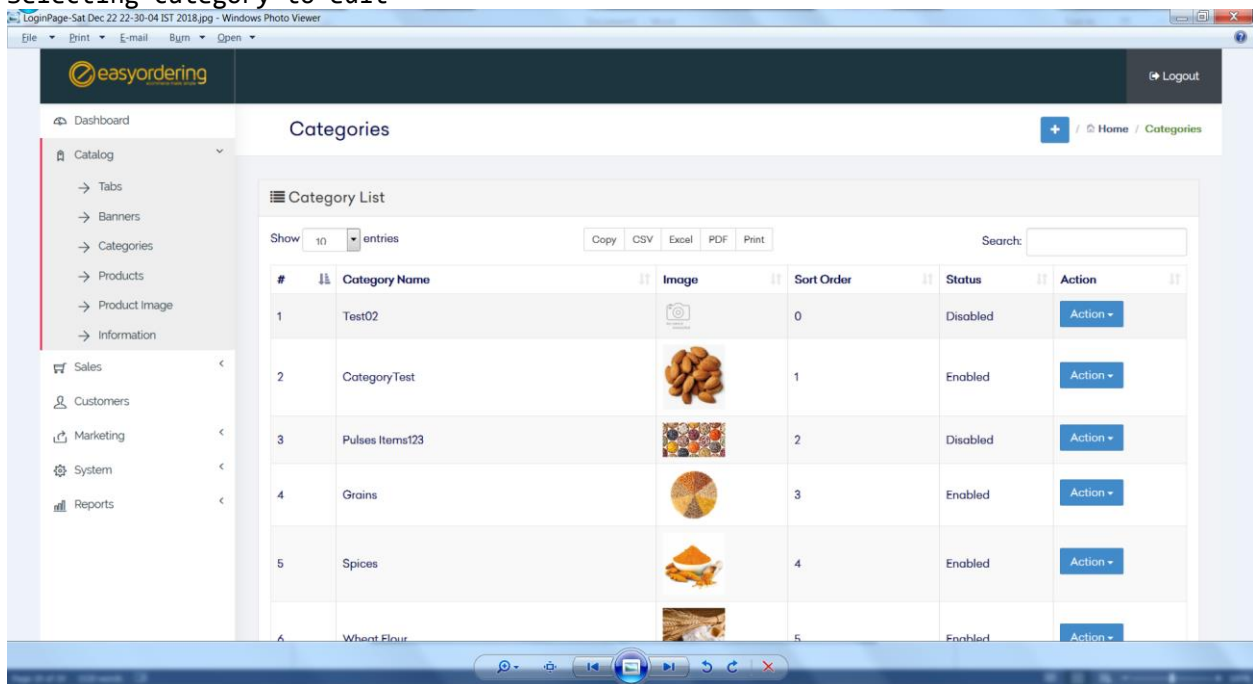 Selecting category to edit
LoginPage-Sat Dec 22 22-30-04 IST 2018.jpg - Windows Photo Viewer
File Print E-mail Burn Open
easyordering
Logout
Dashboard
Categories
+ / Home / Categories
Catalog
Tabs
Banners
Categories
Products
Product Image
Information
Sales
Customers
Marketing
System
Reports
Category List
Show 10 entries
Copy CSV Excel PDF Print
Search:
# Category Name Image Sort Order Status Action
1 Test02 0 Disabled Action
2 CategoryTest 1 Enabled Action
3 Pulses Items123 2 Disabled Action
4 Grains 3 Enabled Action
5 Spices 4 Enabled Action
6 Wheat Flour 5 Enabled Action